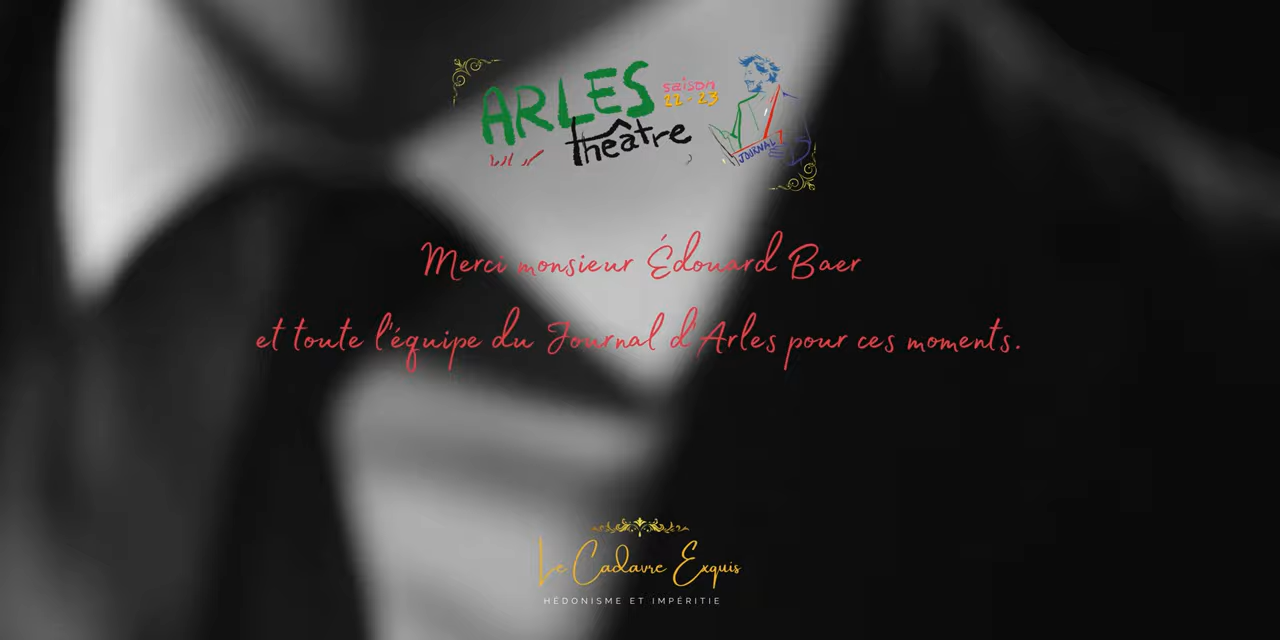 ARLES
saison
22-23
Théâtre
JOURNAL
Merci monsieur Édouard Baer
et toute l'équipe du Journal d'Arles pour ces moments.
Le Cadavre Exquis
HÉDONISME ET IMPÉRITIE